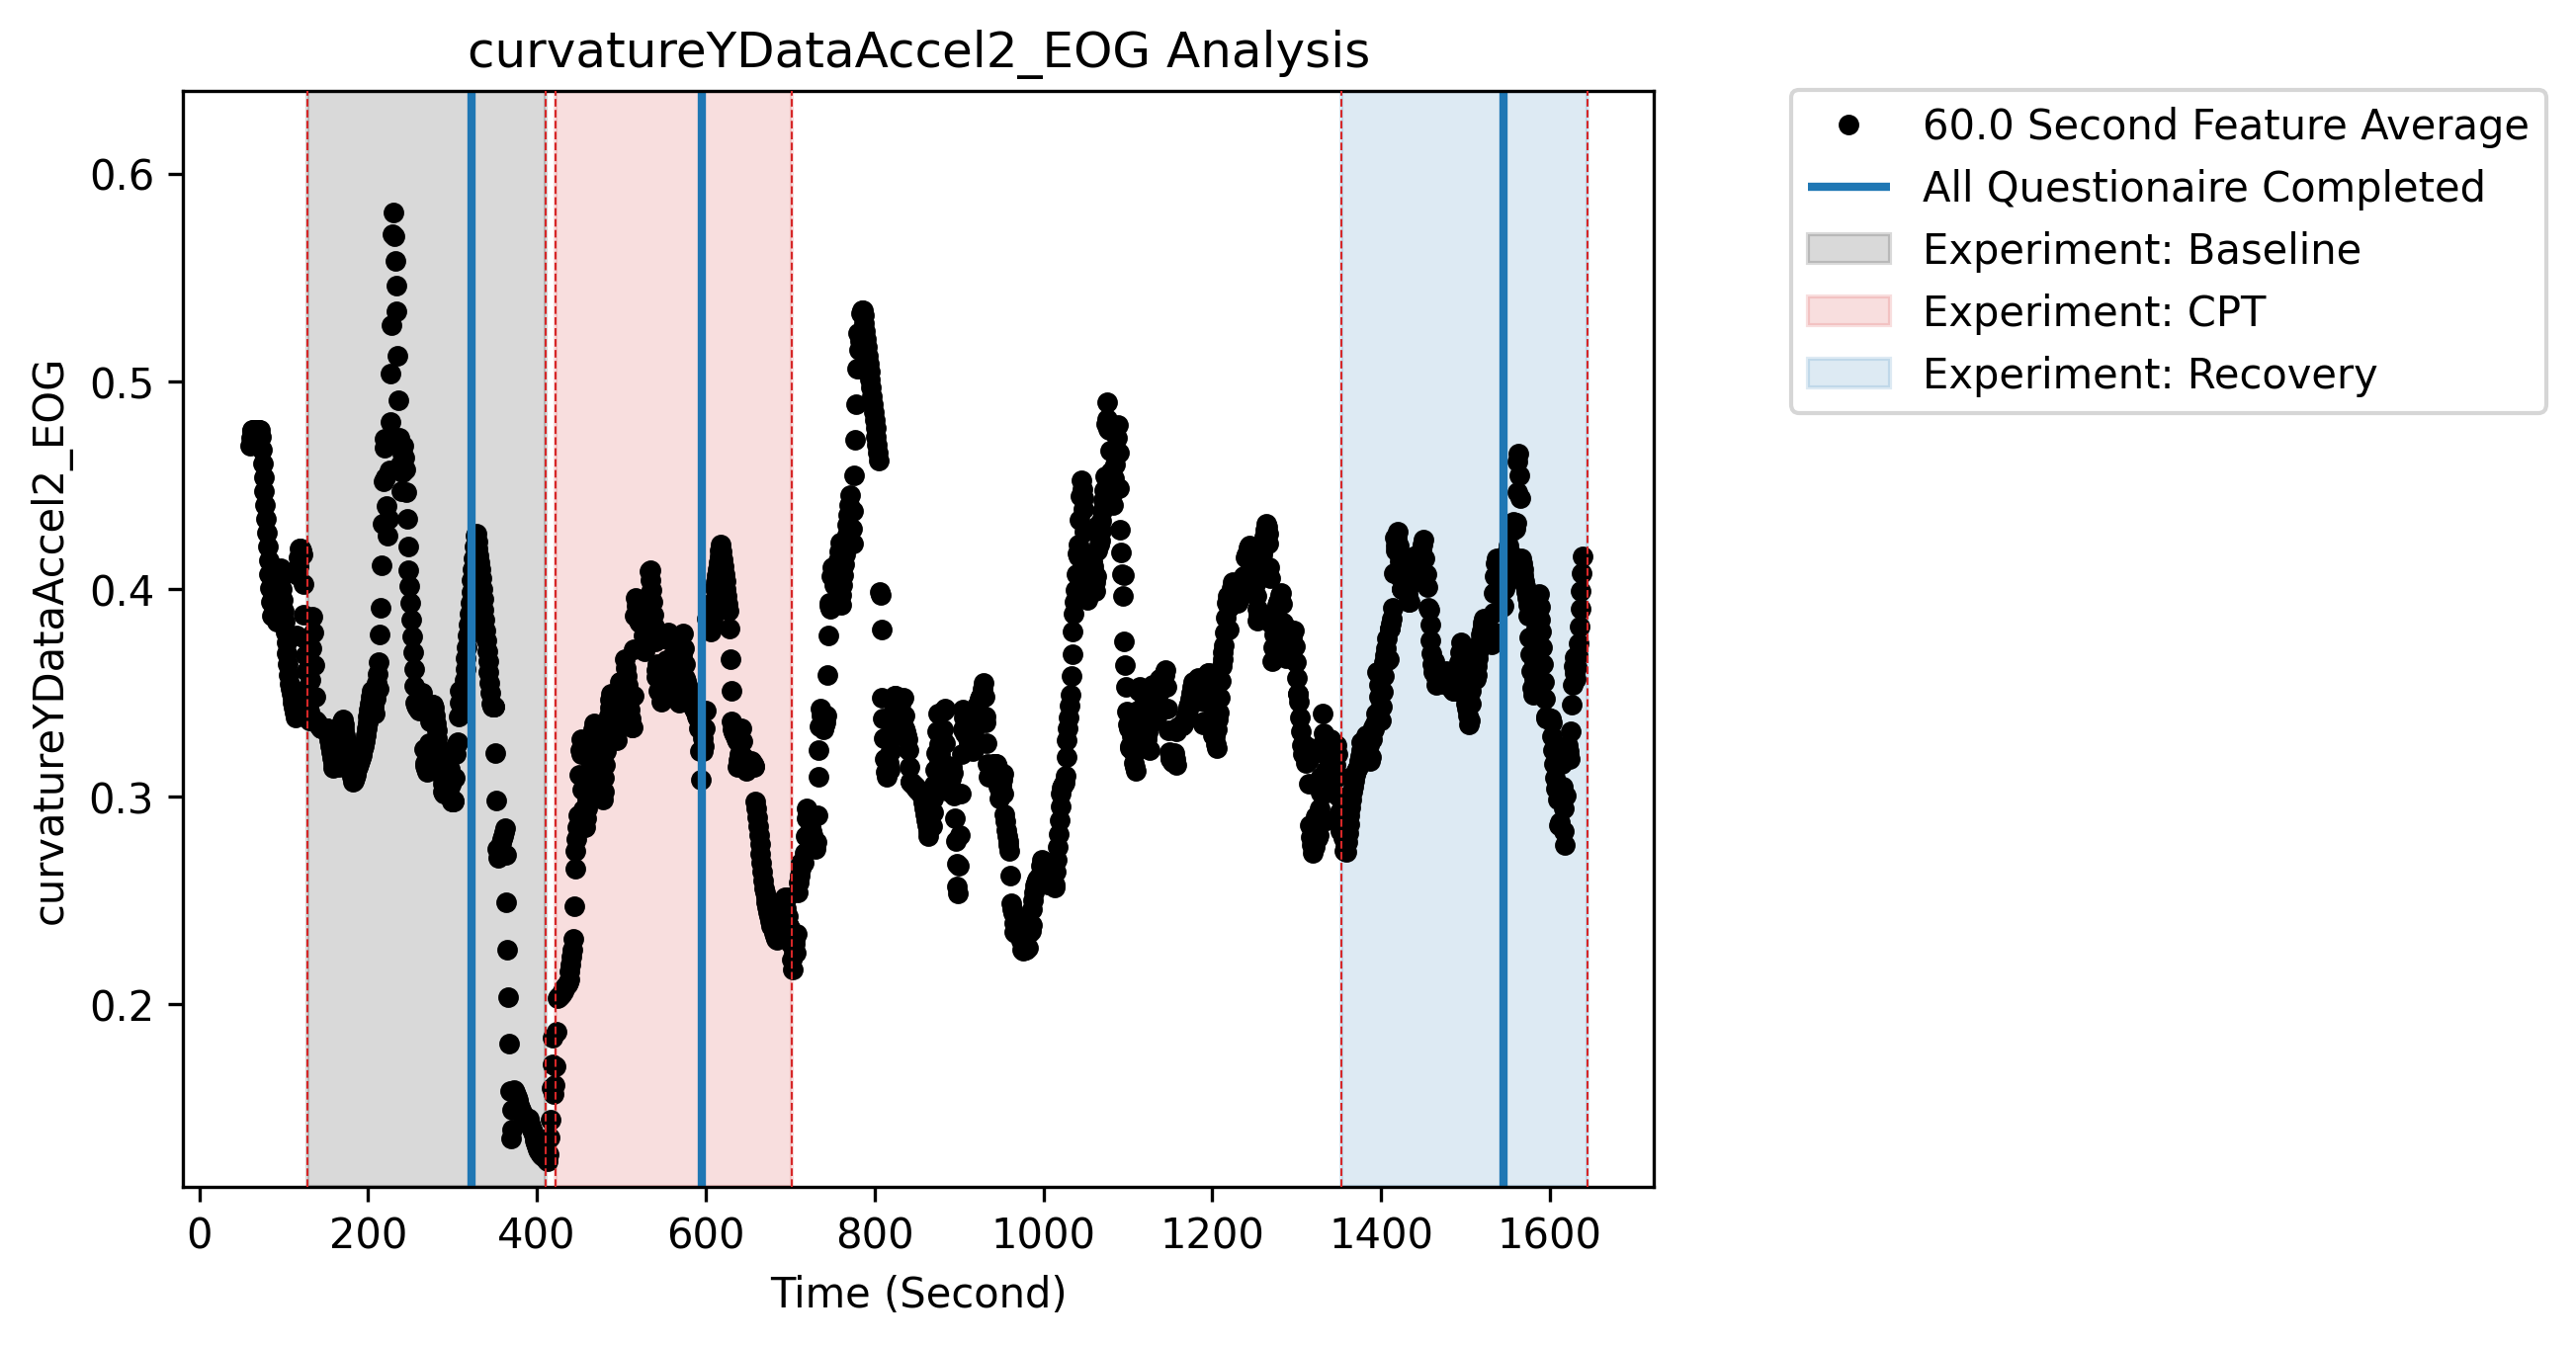 curvatureYDataAccel2_EOG Analysis
curvatureYDataAccel2_EOG
0.6
0.5
0.4
0.3
0.2
0 200 400 600 800 1000 1200 1400 1600
Time (Second)
60.0 Second Feature Average
All Questionaire Completed
Experiment: Baseline
Experiment: CPT
Experiment: Recovery